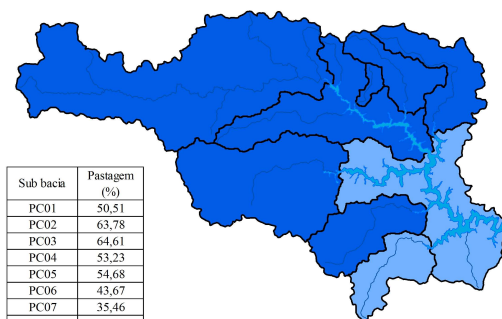 Sub bacia Pastagem (%)
PC01 50,51
PC02 63,78
PC03 64,61
PC04 53,23
PC05 54,68
PC06 43,67
PC07 35,46